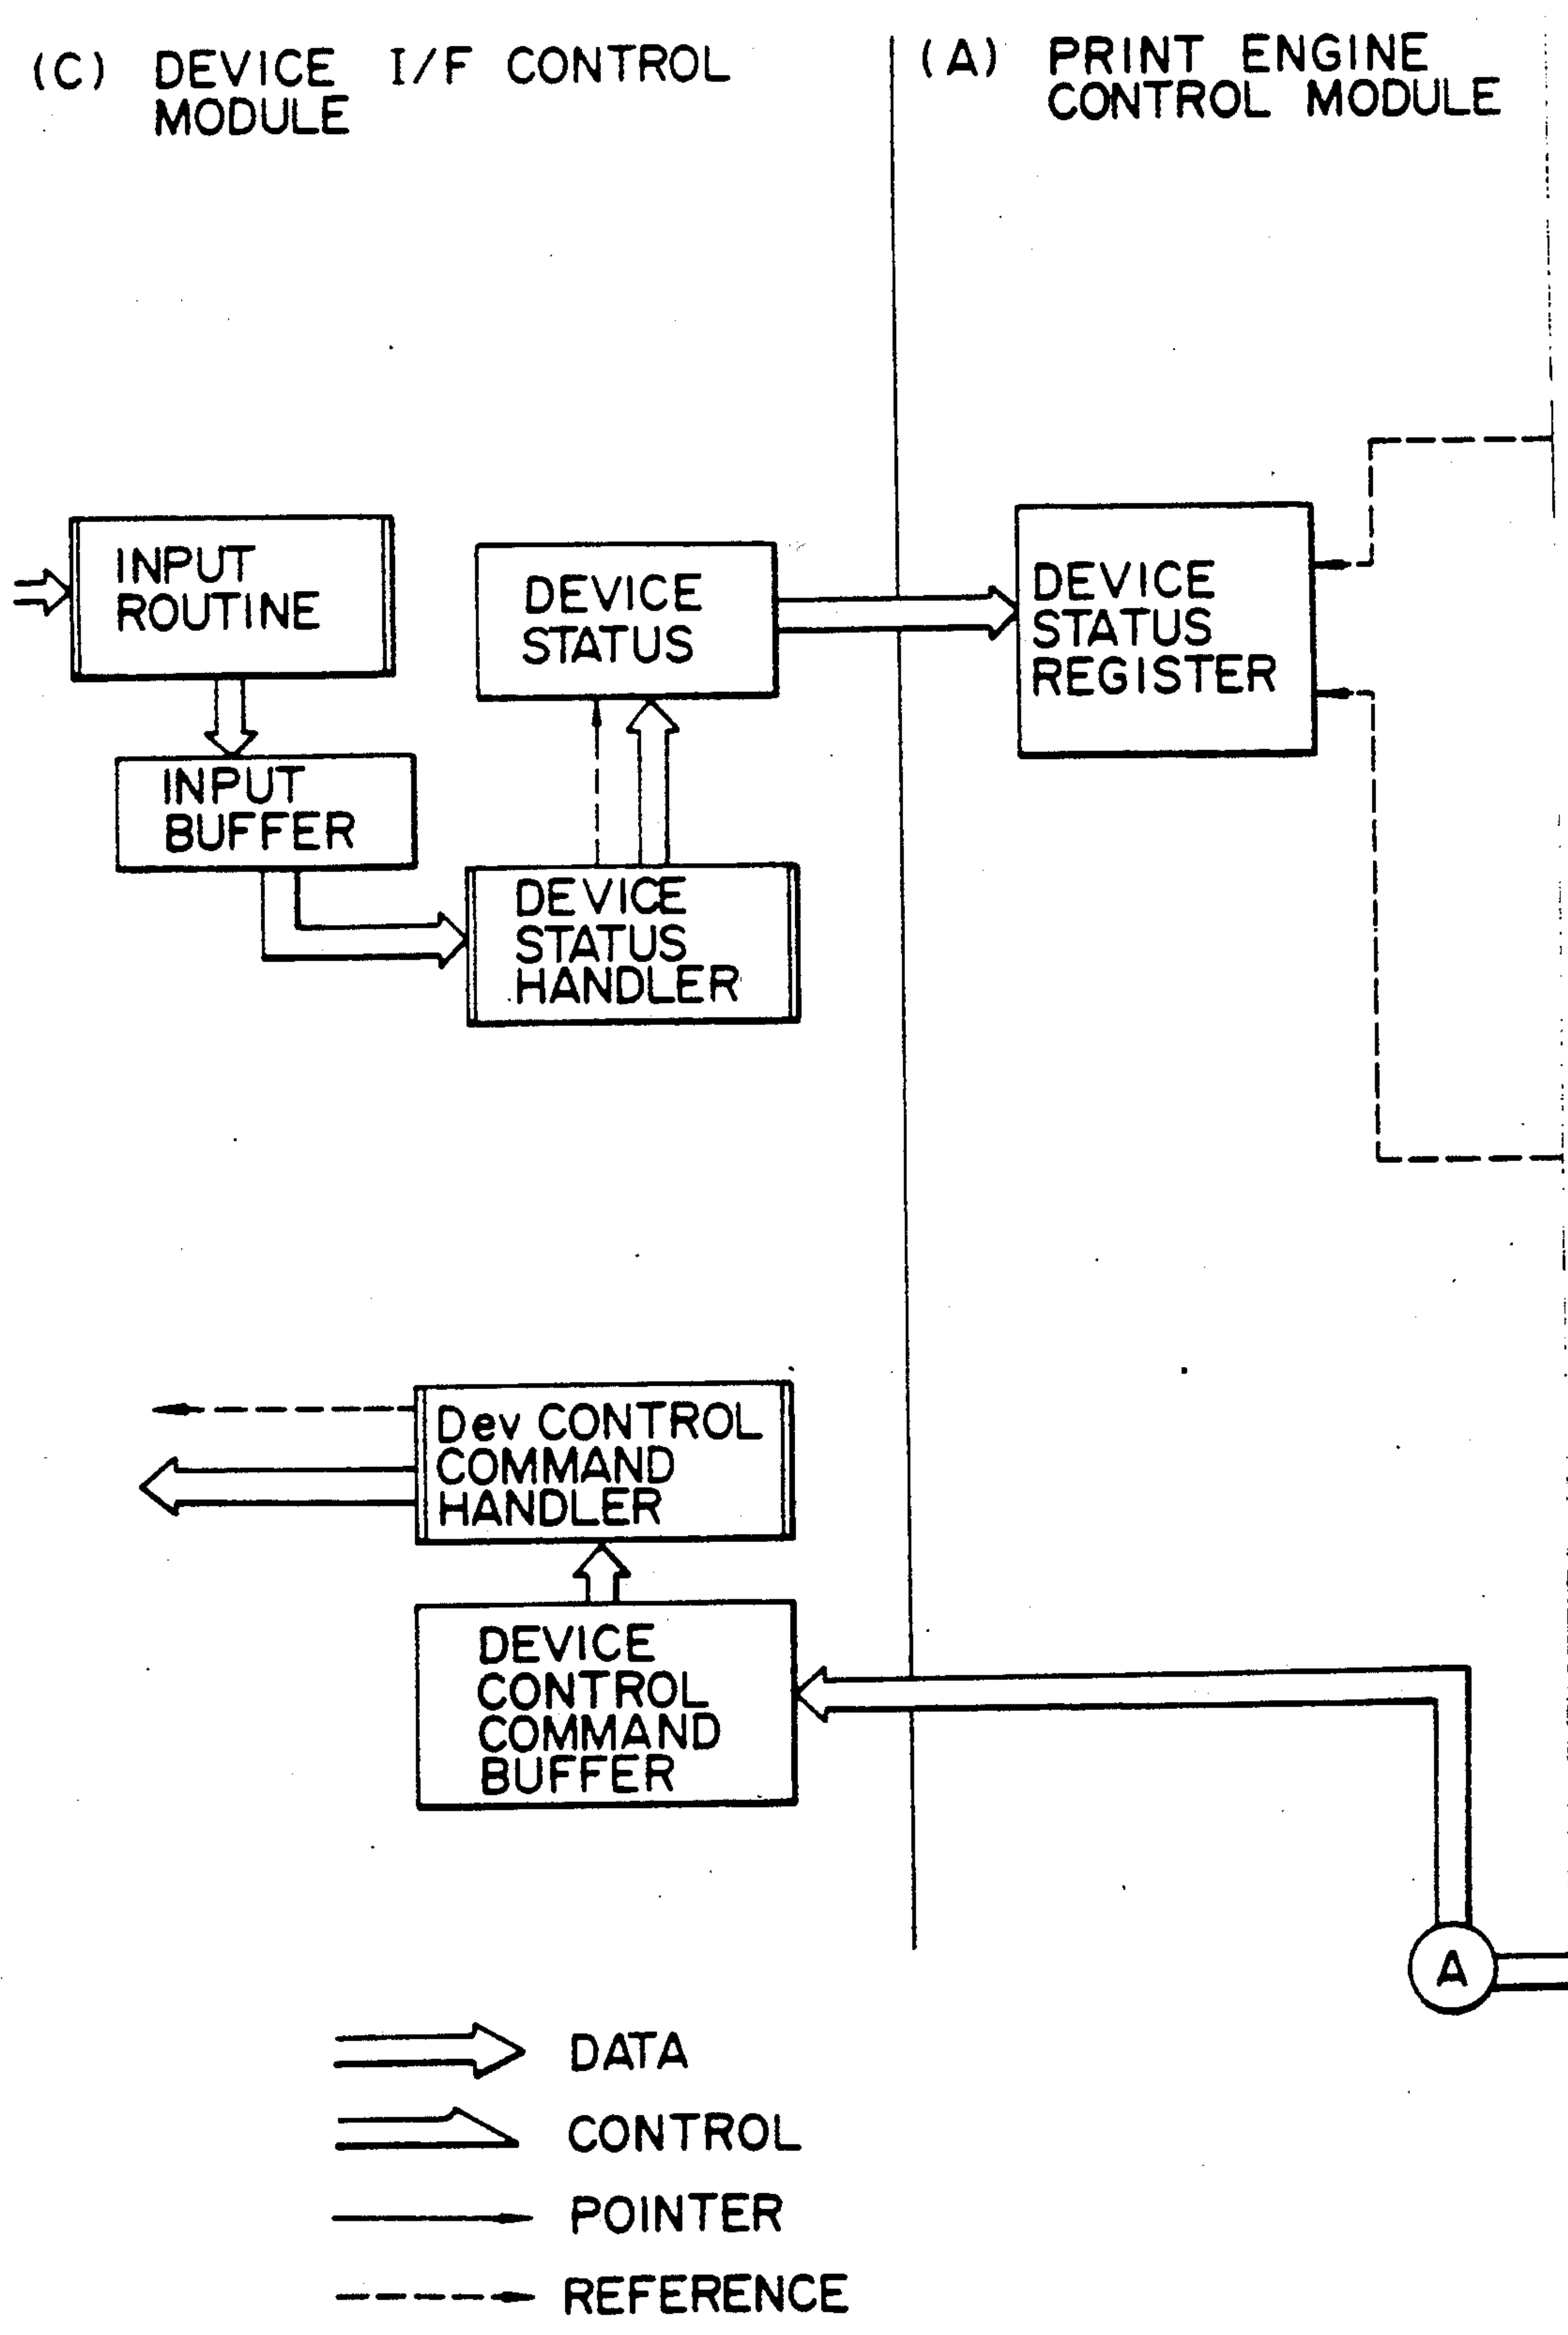 (C) DEVICE I/F CONTROL
MODULE
(A) PRINT ENGINE
CONTROL MODULE
INPUT
ROUTINE
DEVICE
STATUS
DEVICE
STATUS
REGISTER
INPUT
BUFFER
DEVICE
STATUS
HANDLER
Dev CONTROL
COMMAND
HANDLER
DEVICE
CONTROL
COMMAND
BUFFER
A
DATA
CONTROL
POINTER
REFERENCE